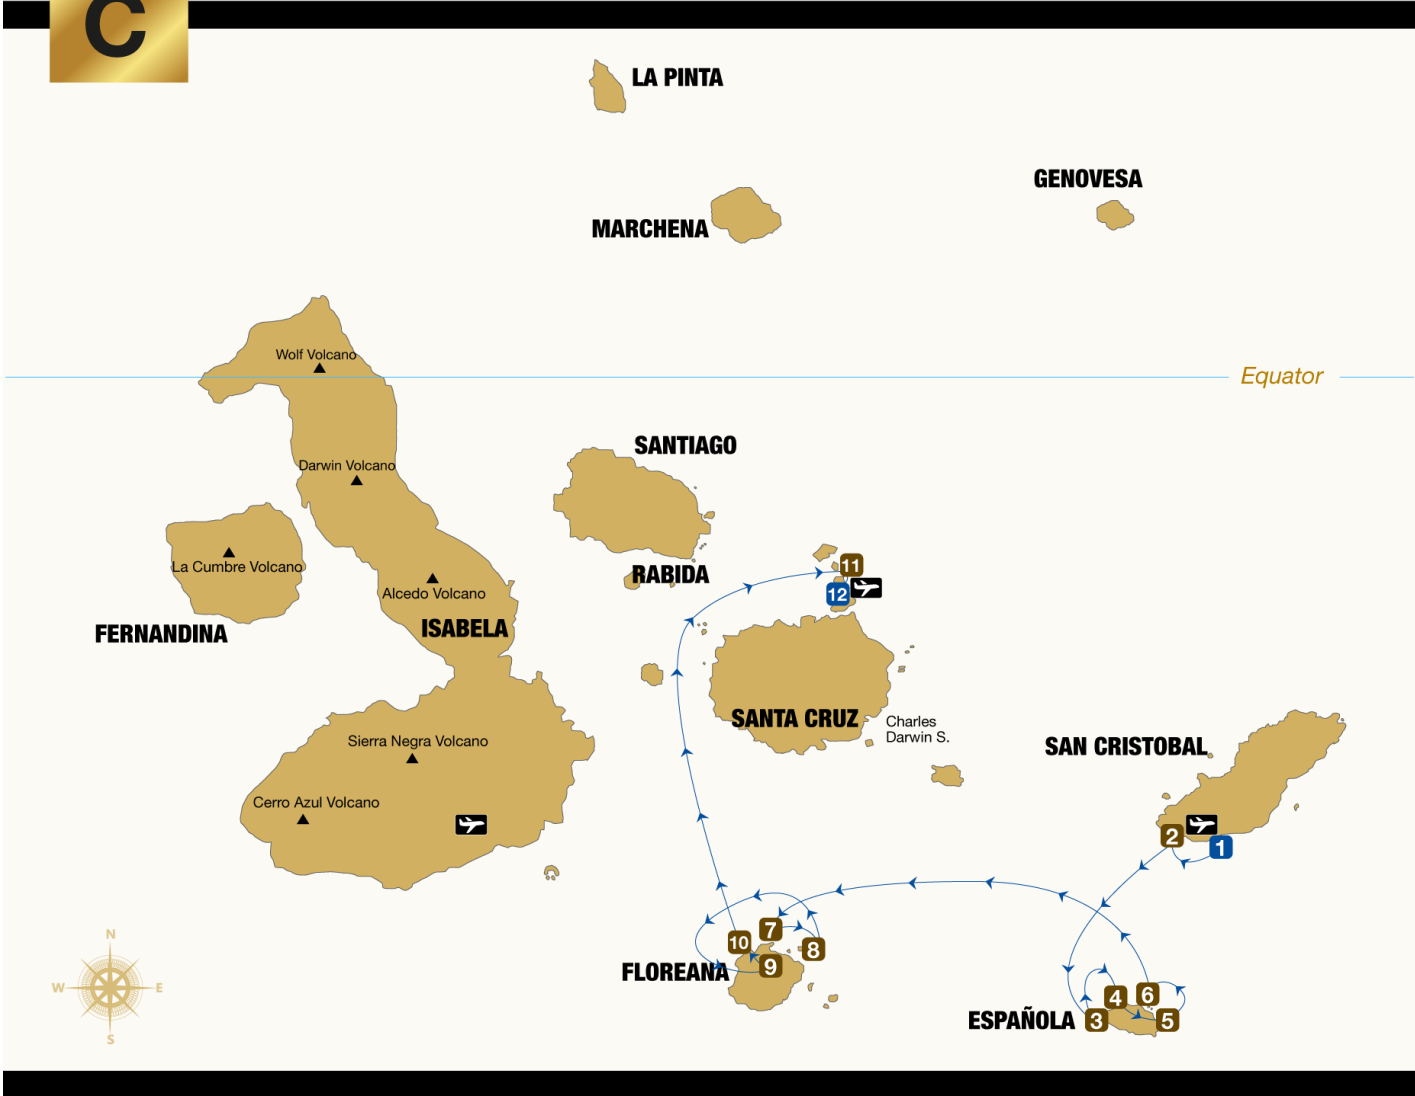 C
LA PINTA
GENOVESA
MARCHENA
Wolf Volcano
Equator
SANTIAGO
Darwin Volcano
La Cumbre Volcano
RABIDA
11
12
Alcedo Volcano
FERNANDINA
ISABELA
SANTA CRUZ
Charles
Darwin S.
Sierra Negra Volcano
SAN CRISTOBAL
Cerro Azul Volcano
2
1
N
W
E
S
7
10
8
9
FLOREANA
4
6
ESPAÑOLA
3
5